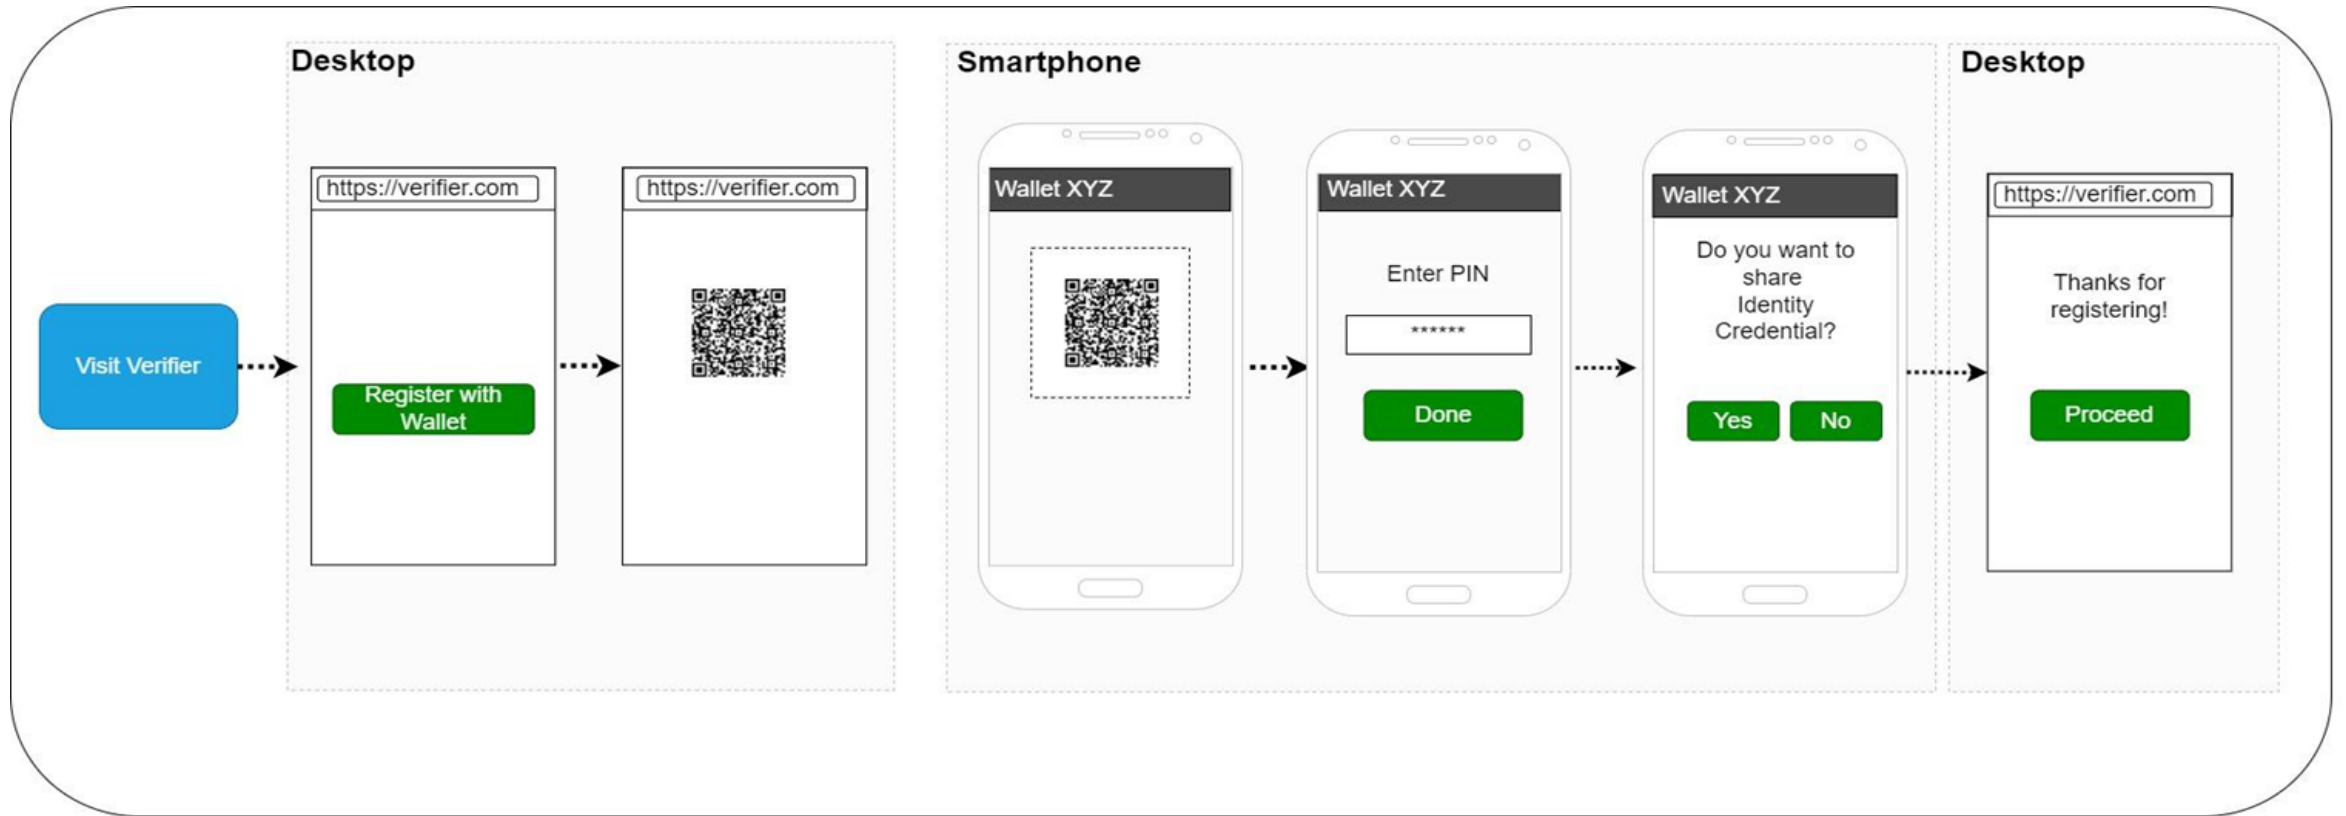 Desktop
Smartphone
Desktop
Visit Verifier
https://verifier.com
Register with
Wallet
https://verifier.com
Wallet XYZ
Wallet XYZ
Enter PIN
******
Done
Wallet XYZ
Do you want to
share
Identity
Credential?
Yes
No
https://verifier.com
Thanks for
registering!
Proceed